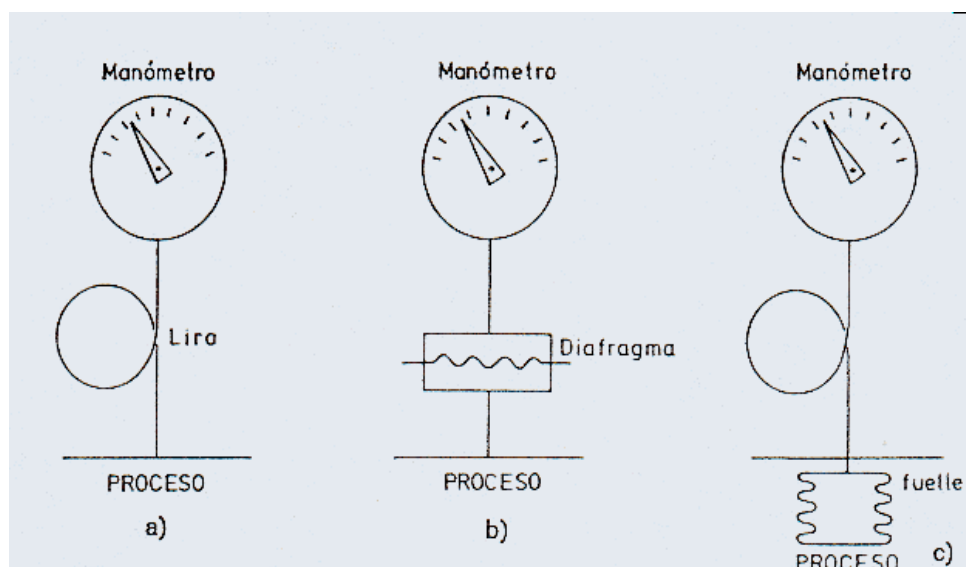 Manómetro
Lira
PROCESO
a)
Manómetro
Diafragma
PROCESO
b)
Manómetro
fuelle
PROCESO
c)